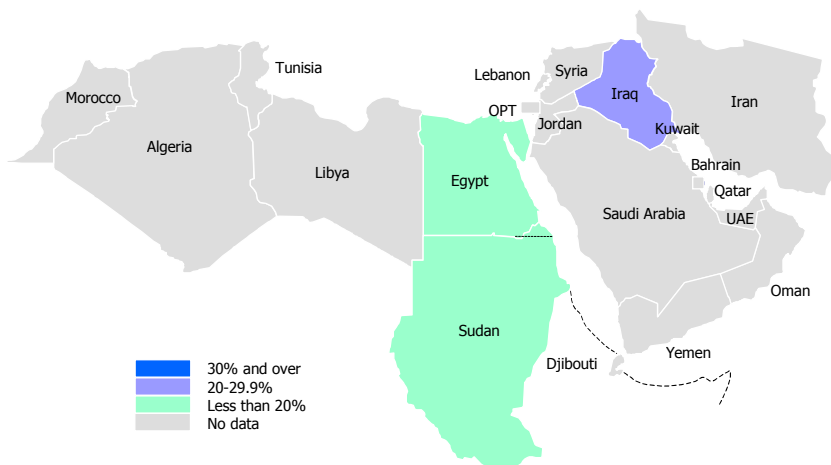 Tunisia
Lebanon
Syria
Morocco
Iraq
Iran
OPT
Jordan
Kuwait
Algeria
Bahrain
Libya
Egypt
Qatar
Saudi Arabia
UAE
Oman
Sudan
Yemen
Djibouti
30% and over
20-29.9%
Less than 20%
No data